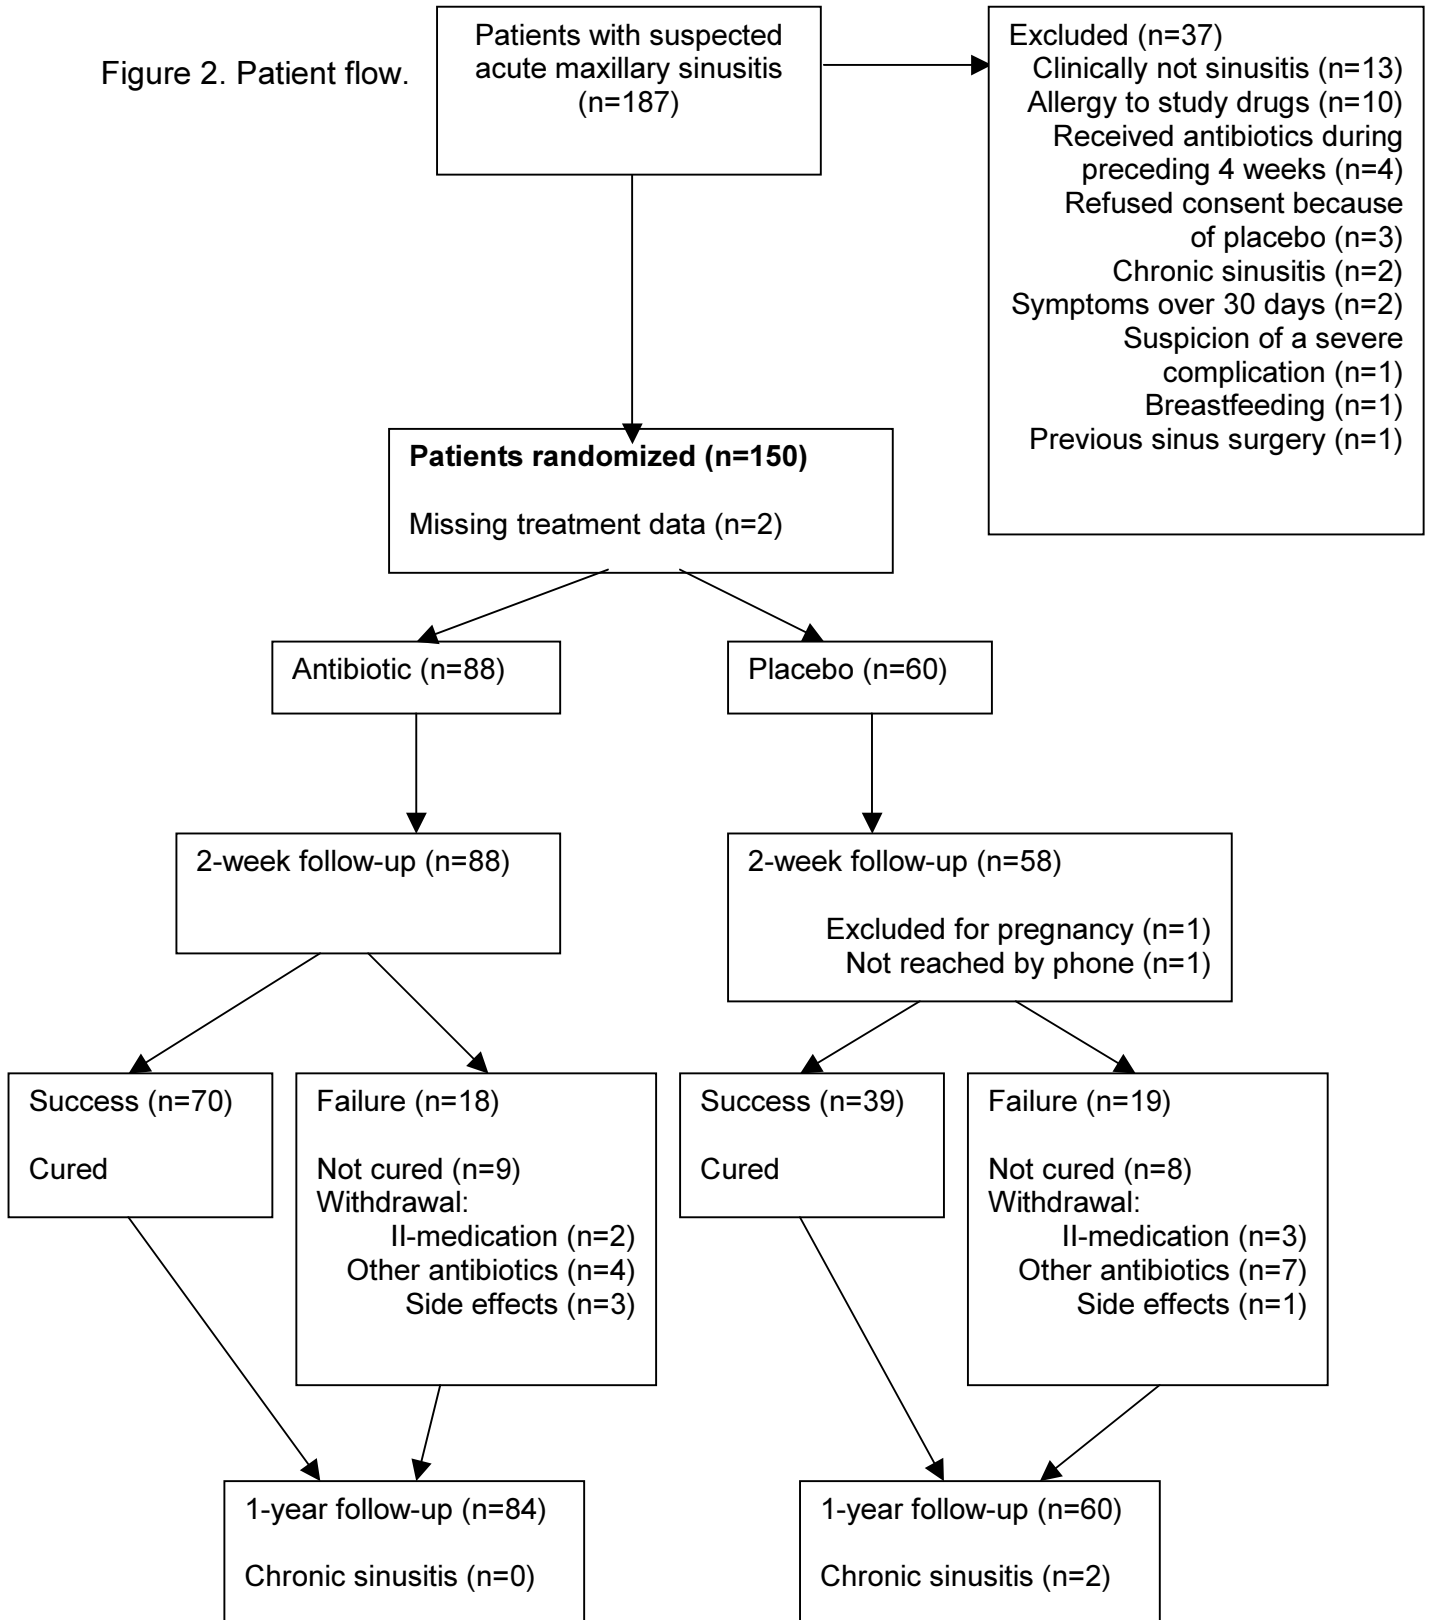 Figure 2. Patient flow.
Patients with suspected
acute maxillary sinusitis
(n=187)
Excluded (n=37)
Clinically not sinusitis (n=13)
Allergy to study drugs (n=10)
Received antibiotics during
preceding 4 weeks (n=4)
Refused consent because
of placebo (n=3)
Chronic sinusitis (n=2)
Symptoms over 30 days (n=2)
Suspicion of a severe
complication (n=1)
Breastfeeding (n=1)
Previous sinus surgery (n=1)
Patients randomized (n=150)
Missing treatment data (n=2)
Antibiotic (n=88)
Placebo (n=60)
2-week follow-up (n=88)
2-week follow-up (n=58)
Excluded for pregnancy (n=1)
Not reached by phone (n=1)
Success (n=70)
Cured
Failure (n=18)
Not cured (n=9)
Withdrawal:
II-medication (n=2)
Other antibiotics (n=4)
Side effects (n=3)
Success (n=39)
Cured
Failure (n=19)
Not cured (n=8)
Withdrawal:
II-medication (n=3)
Other antibiotics (n=7)
Side effects (n=1)
1-year follow-up (n=84)
Chronic sinusitis (n=0)
1-year follow-up (n=60)
Chronic sinusitis (n=2)